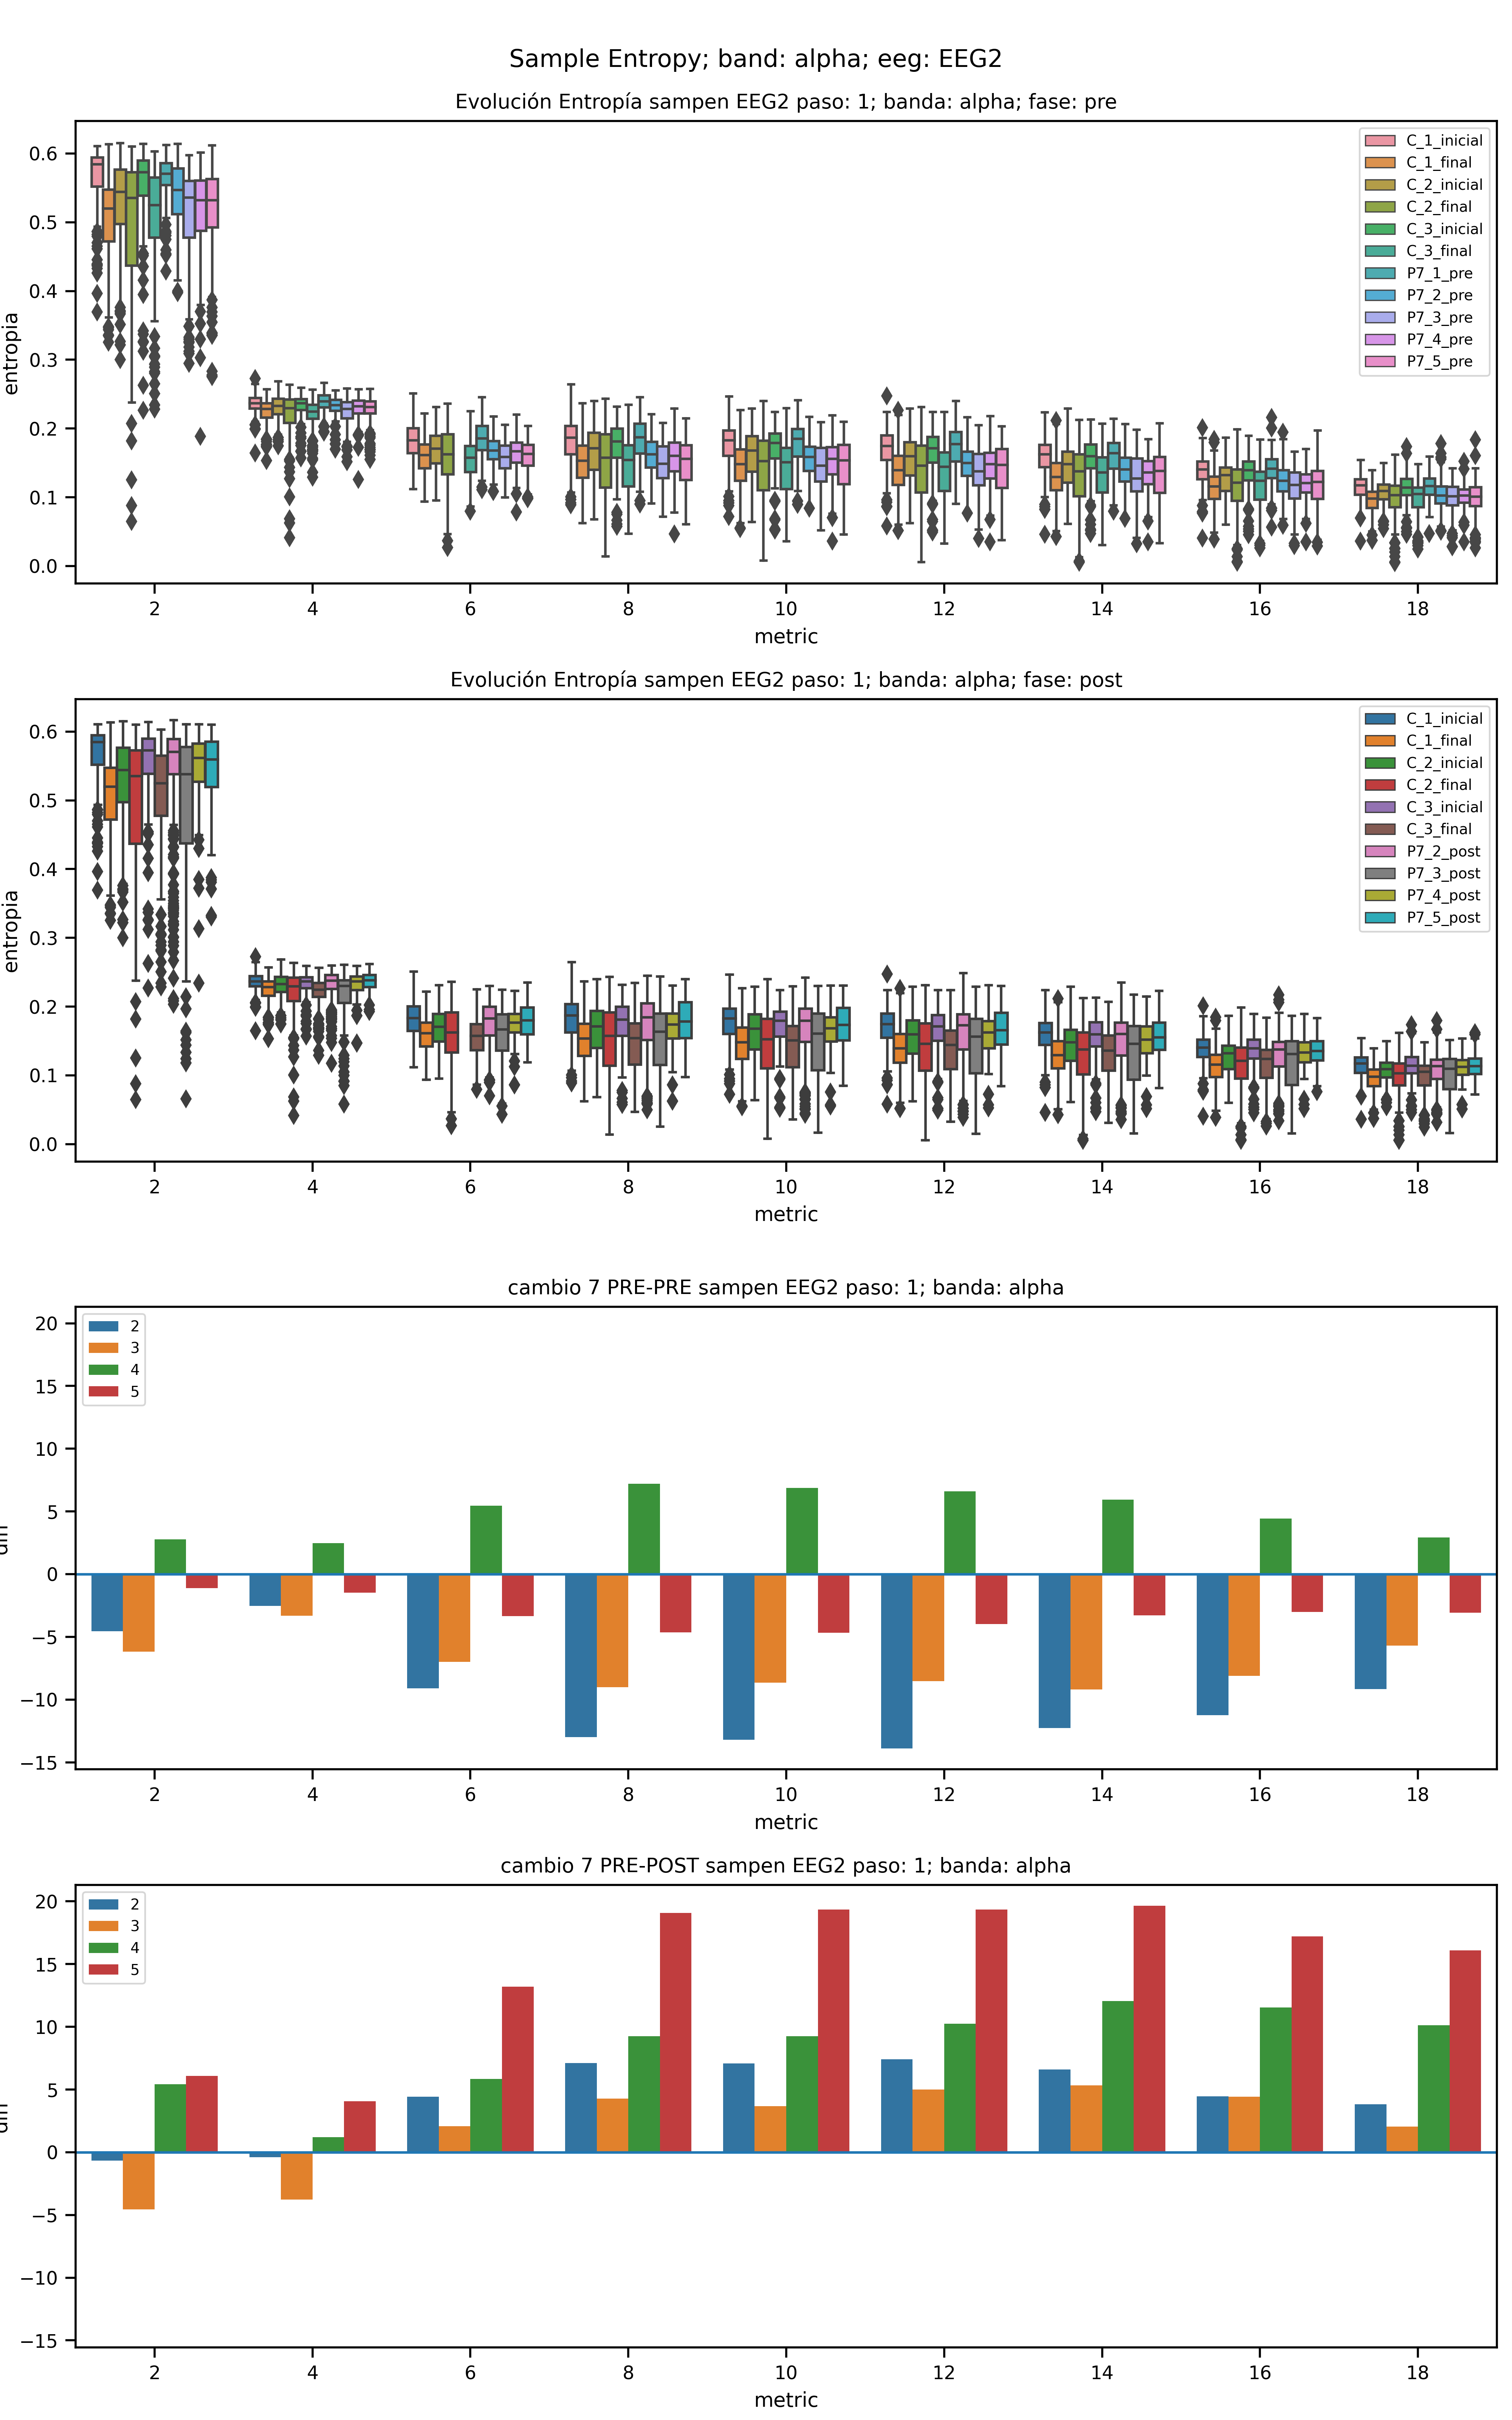 Sample Entropy; band: alpha; eeg: EEG2
Evolución Entropía sampen EEG2 paso: 1; banda: alpha; fase: pre
entropia
0.6
0.5
0.4
0.3
0.2
0.1
0.0
C_1_inicial
C_1_final
C_2_inicial
C_2_final
C_3_inicial
C_3_final
P7_1_pre
P7_2_pre
P7_3_pre
P7_4_pre
P7_5_pre
2 4 6 8 10 12 14 16 18
metric
Evolución Entropía sampen EEG2 paso: 1; banda: alpha; fase: post
entropia
0.6
0.5
0.4
0.3
0.2
0.1
0.0
C_1_inicial
C_1_final
C_2_inicial
C_2_final
C_3_inicial
C_3_final
P7_2_post
P7_3_post
P7_4_post
P7_5_post
2 4 6 8 10 12 14 16 18
metric
cambio 7 PRE-PRE sampen EEG2 paso: 1; banda: alpha
20
15
10
5
0
−5
−10
−15
2
3
4
5
2 4 6 8 10 12 14 16 18
metric
cambio 7 PRE-POST sampen EEG2 paso: 1; banda: alpha
20
15
10
5
0
−5
−10
−15
2
3
4
5
2 4 6 8 10 12 14 16 18
metric